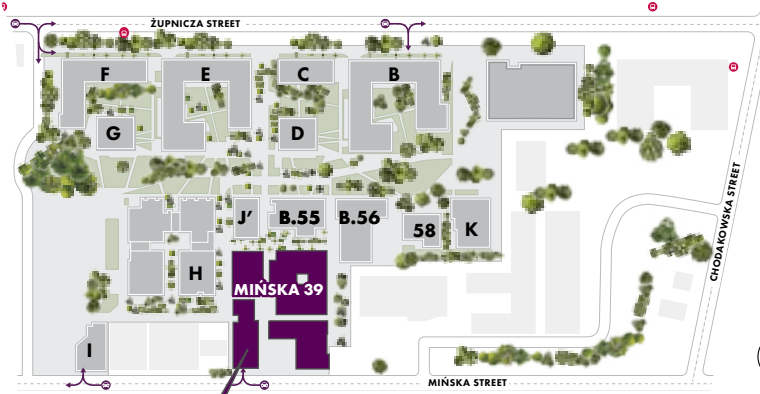 ŻUPNICZA STREET
F
E
C
B
G
D
CHODAKOWSKA STREET
J’
B.55
B.56
58
K
H
MIŃSKA 39
I
MIŃSKA STREET